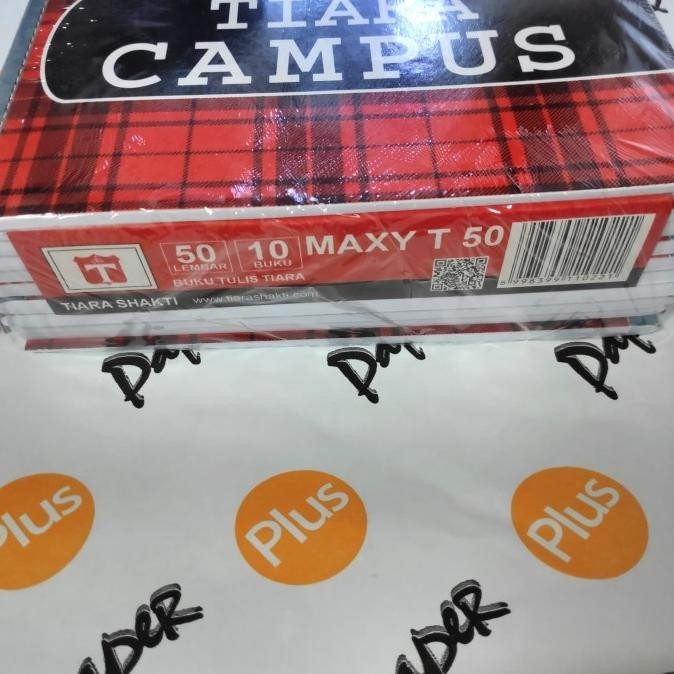 TIARA
CAMPUS
T
50
LEMBAR
10
BUKU
MAXY T 50
BUKU TULIS TIARA
TIARA SHAKTI
www.tiarashakti.com
Plus
Plus
Plus